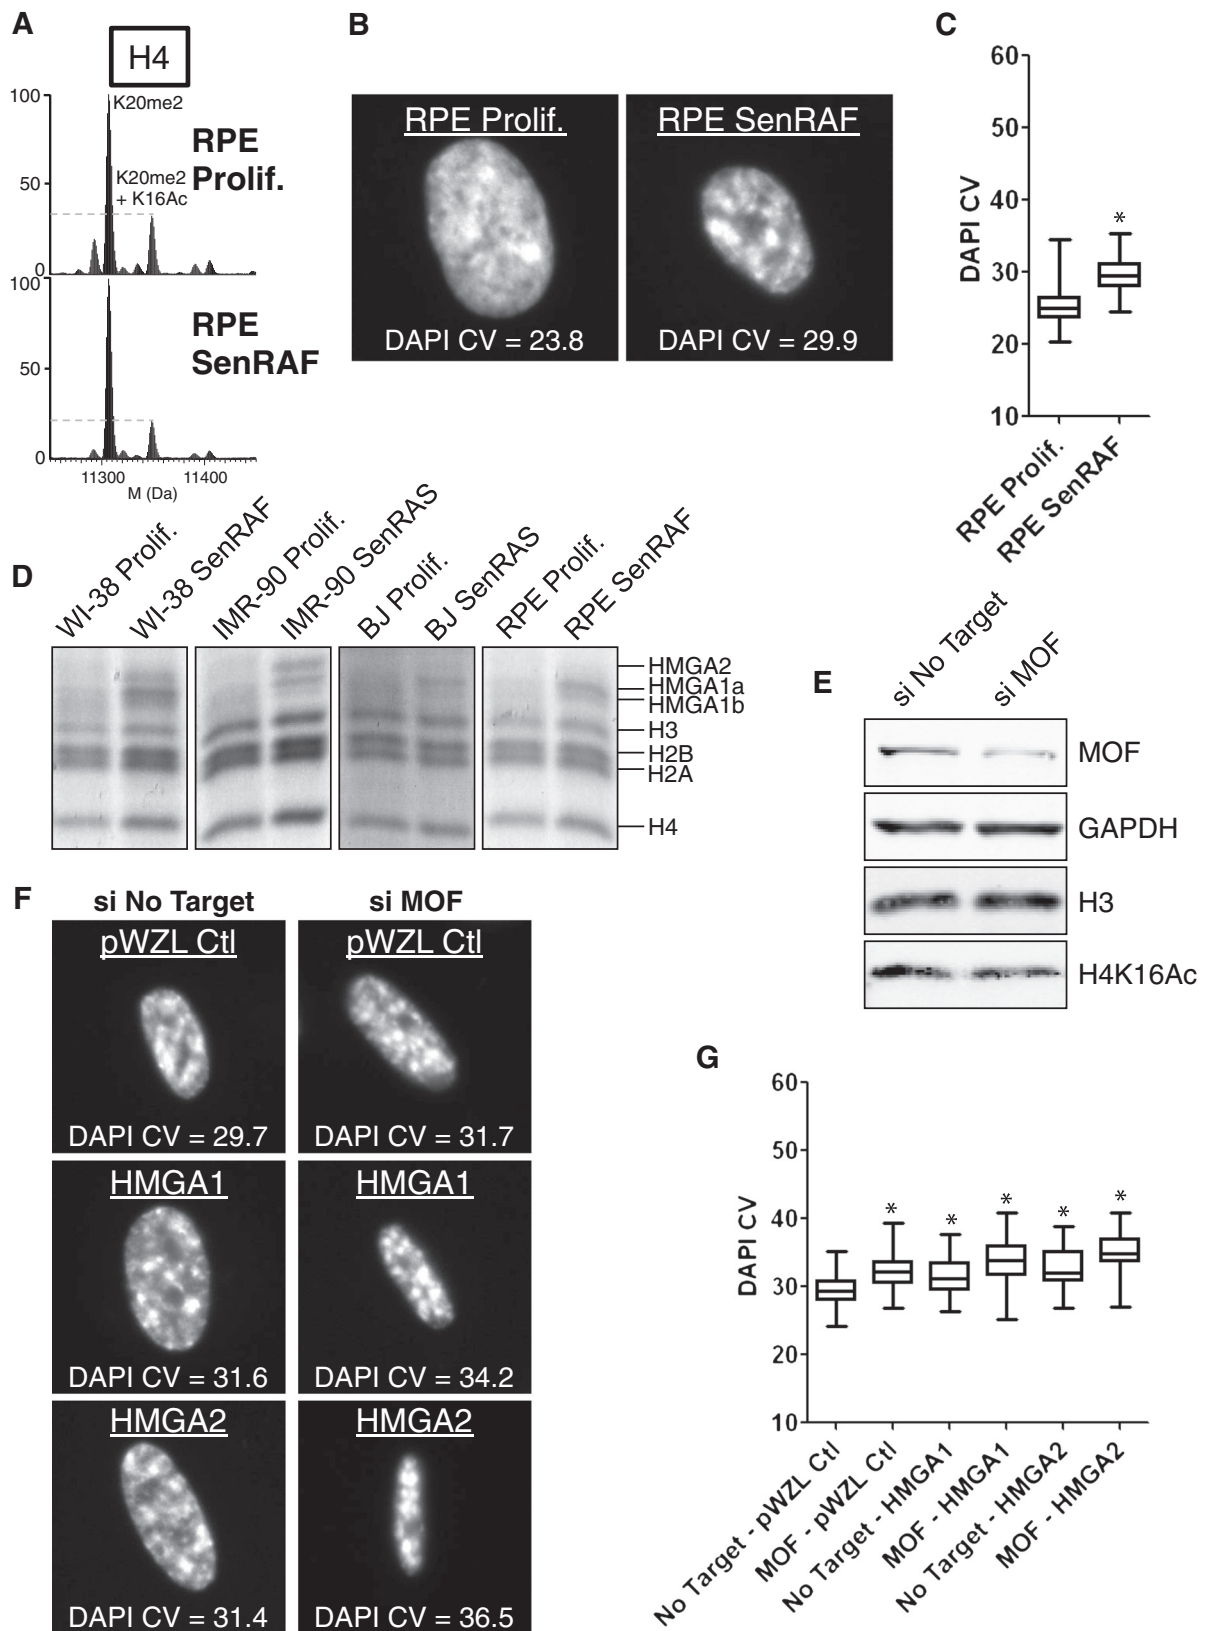 A
H4
100
K20me2
RPE
Prolif.
K20me2
+ K16Ac
50
0
100
RPE
SenRAF
50
0
11300
11400
M (Da)
B
RPE Prolif.
DAPI CV = 23.8
RPE SenRAF
DAPI CV = 29.9
C
60
50
40
30
20
10
DAPI CV
*
RPE Prolif.
RPE SenRAF
D
WI-38 Prolif.
WI-38 SenRAF
IMR-90 Prolif.
IMR-90 SenRAS
BJ Prolif.
BJ SenRAS
RPE Prolif.
RPE SenRAF
HMGA2
HMGA1a
HMGA1b
H3
H2B
H2A
H4
E
si No Target
si MOF
MOF
GAPDH
H3
H4K16Ac
F
si No Target
si MOF
pWZL Ctl
DAPI CV = 29.7
pWZL Ctl
DAPI CV = 31.7
HMGA1
DAPI CV = 31.6
HMGA1
DAPI CV = 34.2
HMGA2
DAPI CV = 31.4
HMGA2
DAPI CV = 36.5
G
60
50
40
30
20
10
DAPI CV
* * * * *
No Target - pWZL Ctl
MOF - pWZL Ctl
No Target - HMGA1
MOF - HMGA1
No Target - HMGA2
MOF - HMGA2